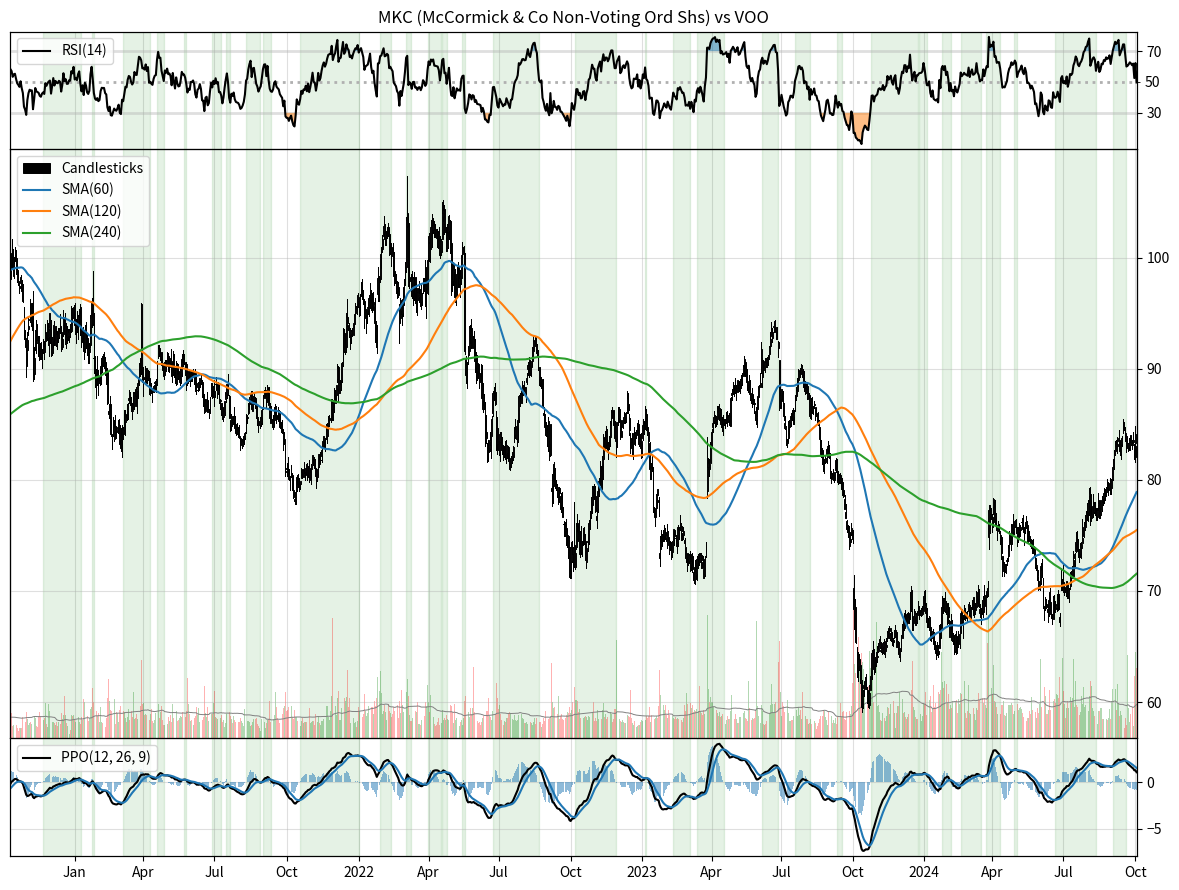 MKC (McCormick & Co Non-Voting Ord Shs) vs VOO
RSI(14)
70
50
30
Candlesticks
SMA(60)
SMA(120)
SMA(240)
100
90
80
70
60
PPO(12, 26, 9)
0
−5
Jan Apr Jul Oct 2022 Apr Jul Oct 2023 Apr Jul Oct 2024 Apr Jul Oct